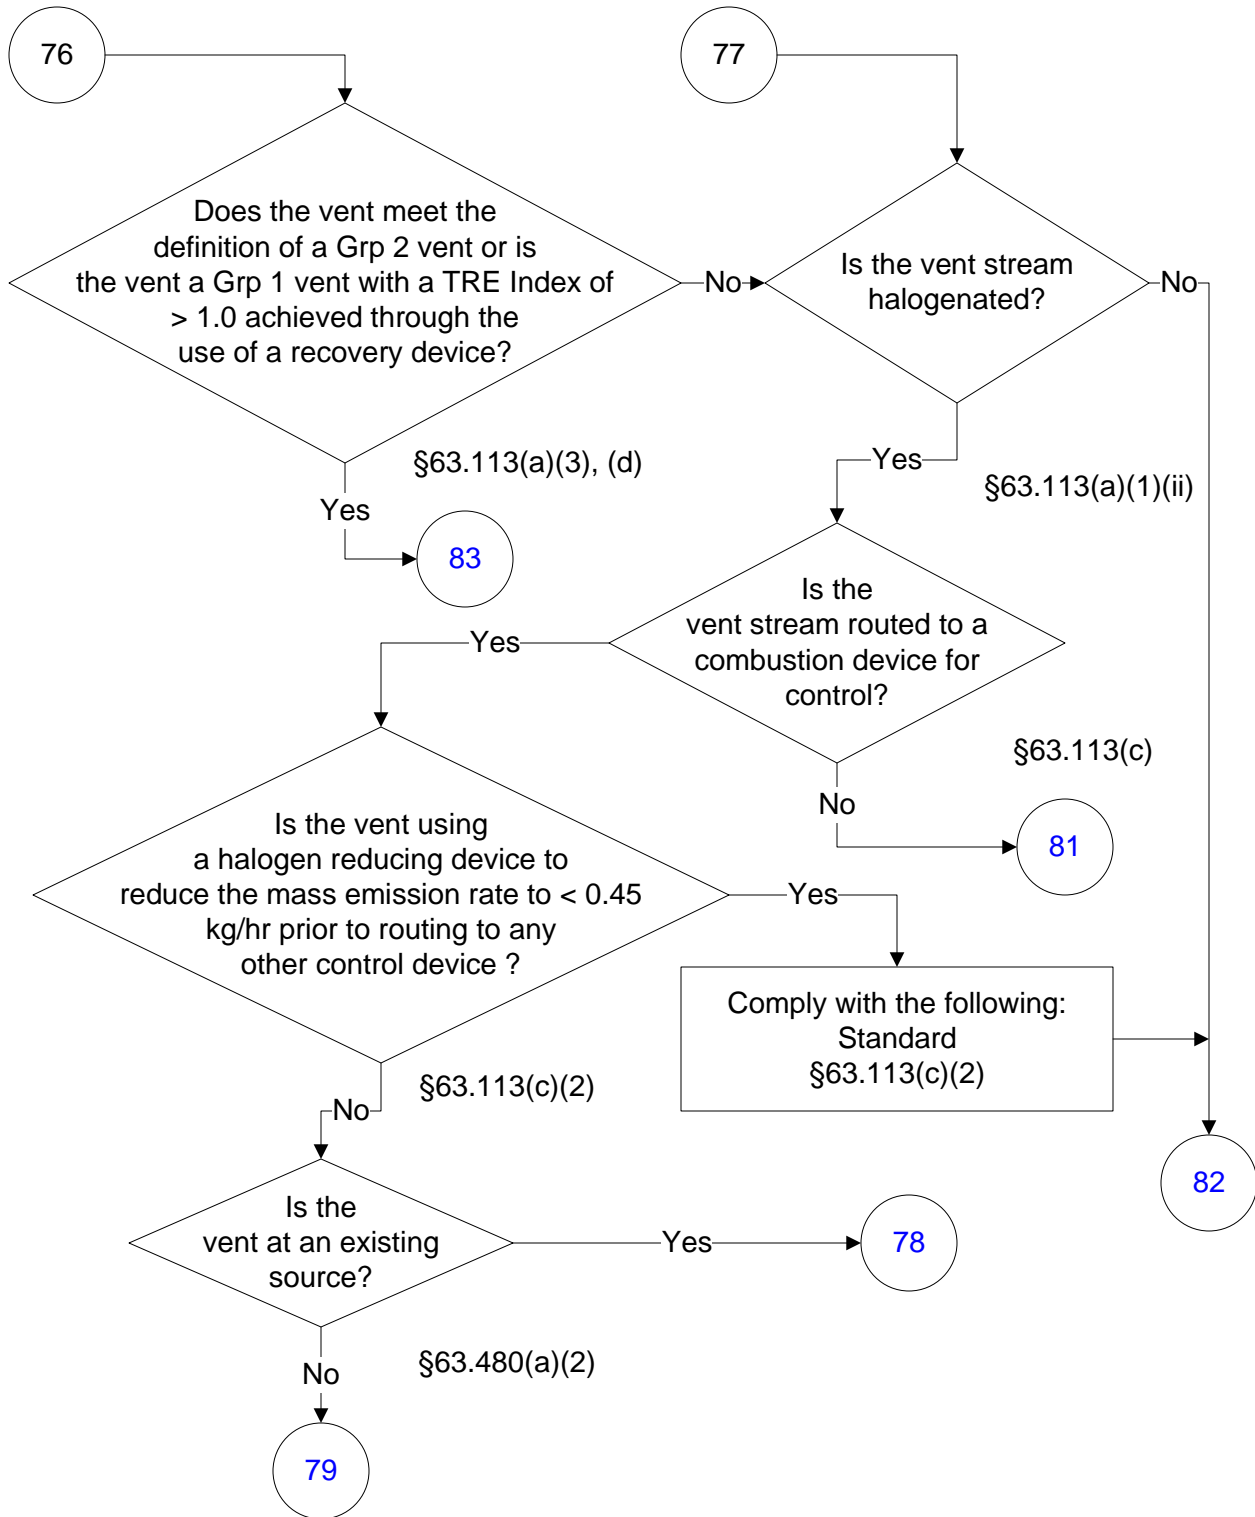 76
77
Does the vent meet the
definition of a Grp 2 vent or is
the vent a Grp 1 vent with a TRE Index of
> 1.0 achieved through the
use of a recovery device?
No
Is the vent stream
halogenated?
No
§63.113(a)(3), (d)
Yes
Yes
§63.113(a)(1)(ii)
83
Is the
vent stream routed to a
combustion device for
control?
Yes
§63.113(c)
No
81
Is the vent using
a halogen reducing device to
reduce the mass emission rate to < 0.45
kg/hr prior to routing to any
other control device ?
Yes
Comply with the following:
Standard
§63.113(c)(2)
§63.113(c)(2)
No
82
Is the
vent at an existing
source?
Yes
78
§63.480(a)(2)
No
79